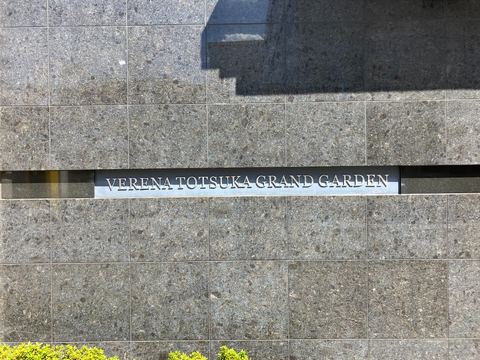 VERENA TOTSUKA GRAND GARDEN